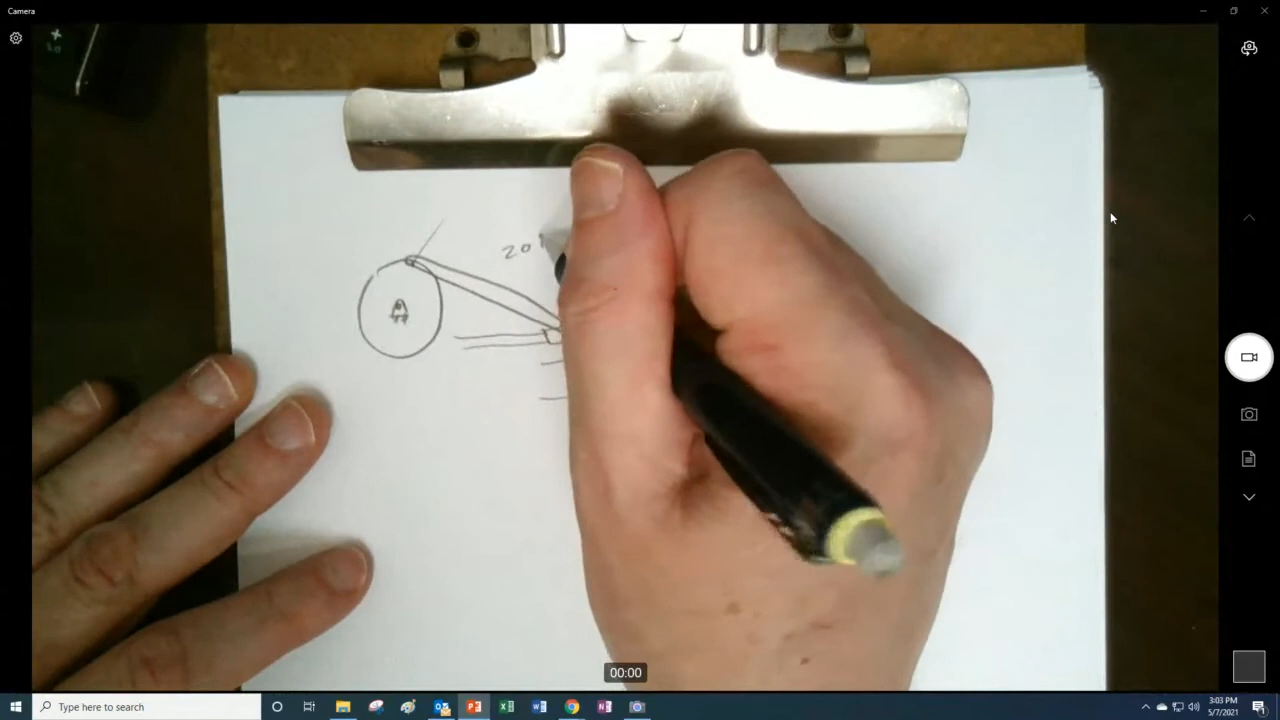 Camera
20
00:00
Type here to search
3:03 PM
5/7/2021